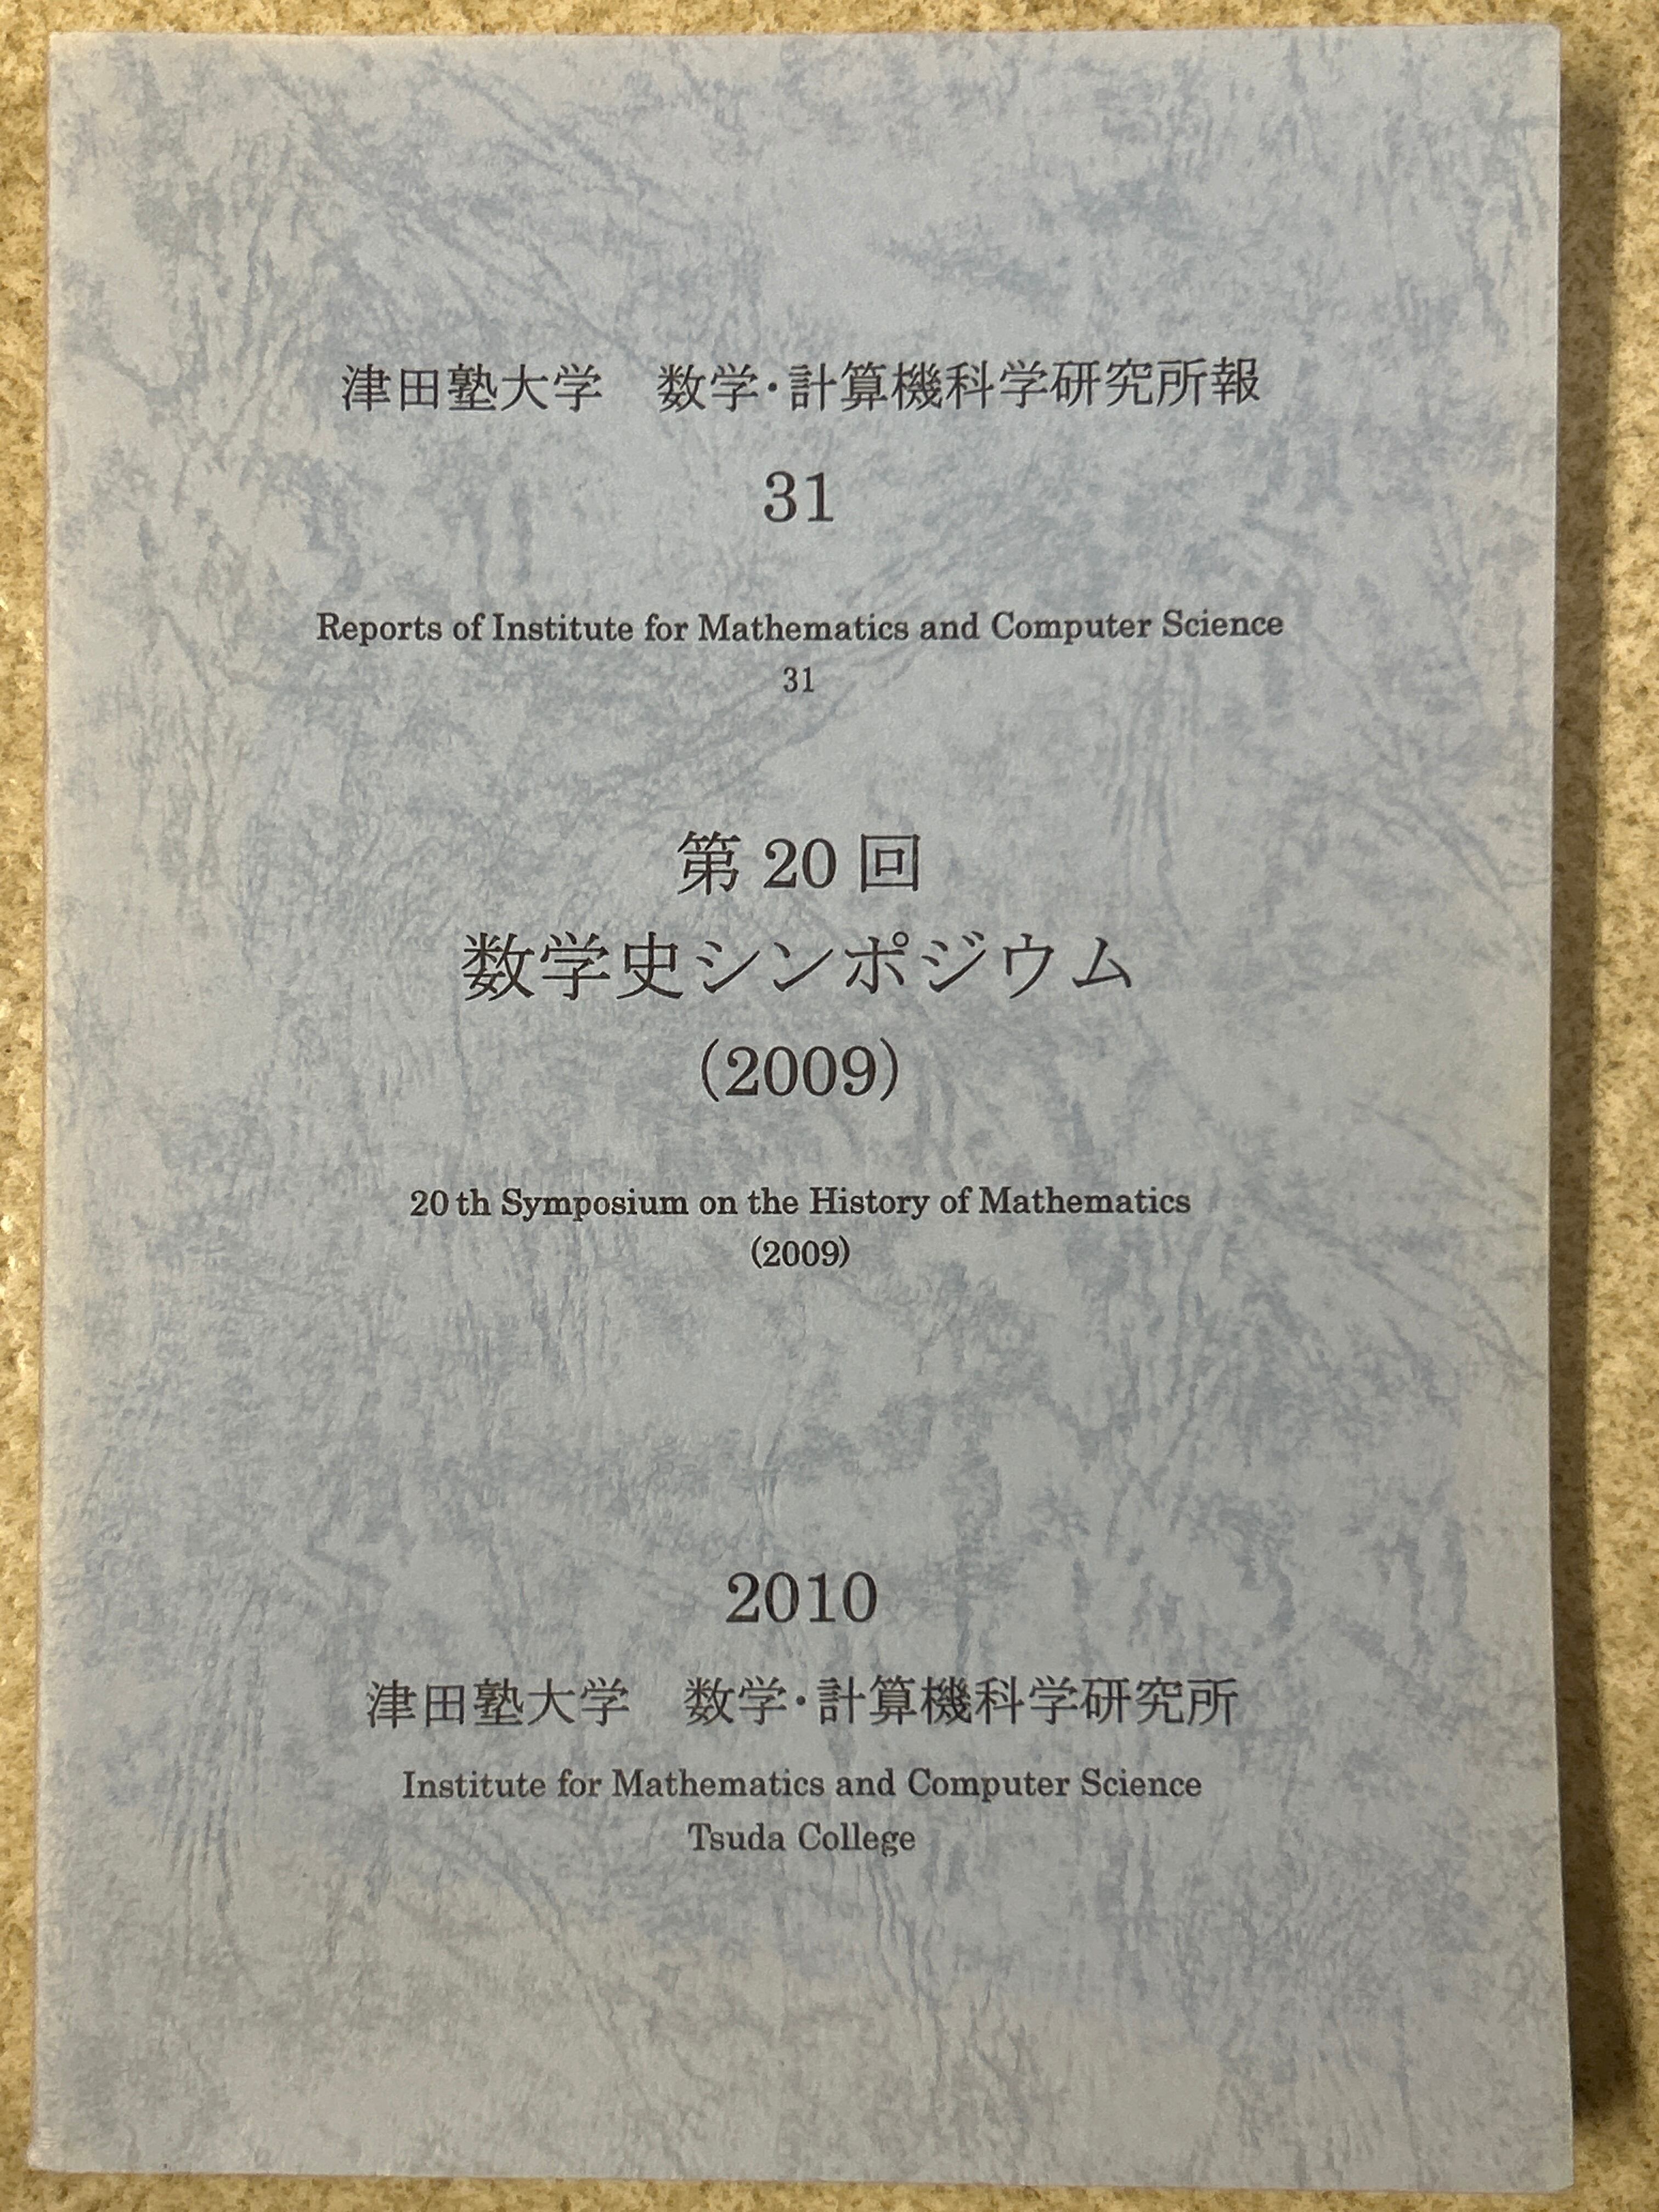 津田塾大学　数学・計算機科学研究所報
31
Reports of Institute for Mathematics and Computer Science
31
第 20 回
数学史シンポジウム
(2009)
20 th Symposium on the History of Mathematics
(2009)
2010
津田塾大学　数学・計算機科学研究所
Institute for Mathematics and Computer Science
Tsuda College